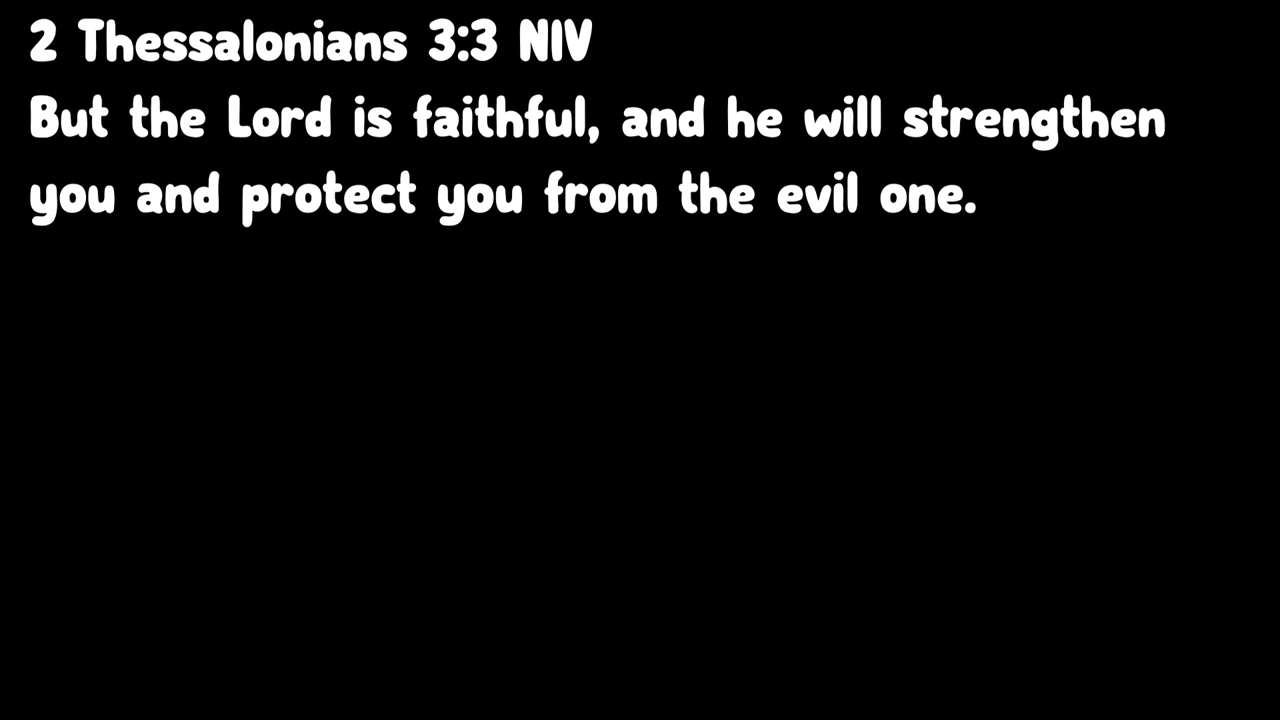 2 Thessalonians 3:3 NIV
But the Lord is faithful, and he will strengthen
you and protect you from the evil one.